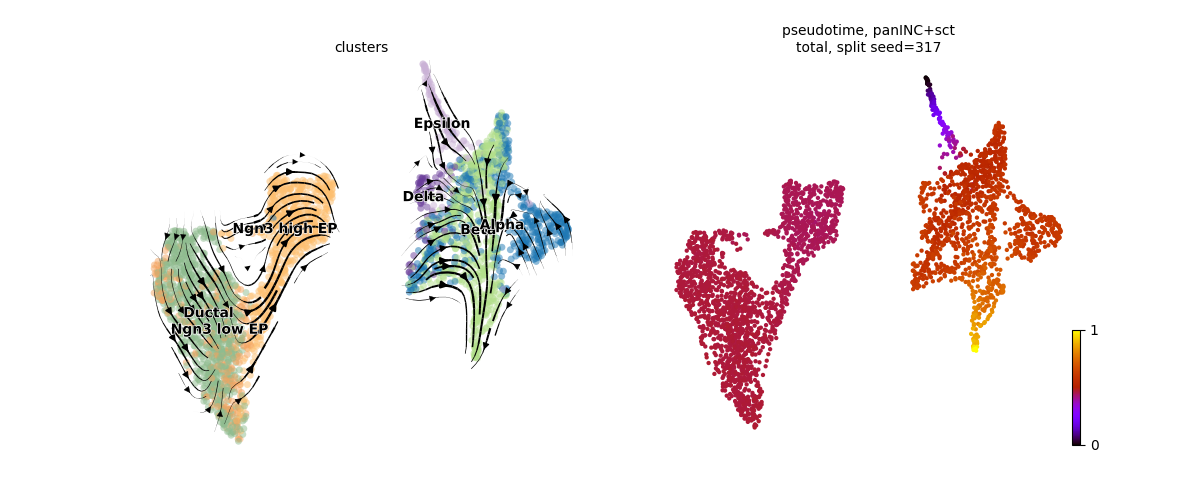 clusters
pseudotime, panINC+sct
total, split seed=317
Epsilon
Delta
Beta
Alpha
Ngn3 high EP
Ductal
Ngn3 low EP
1
0